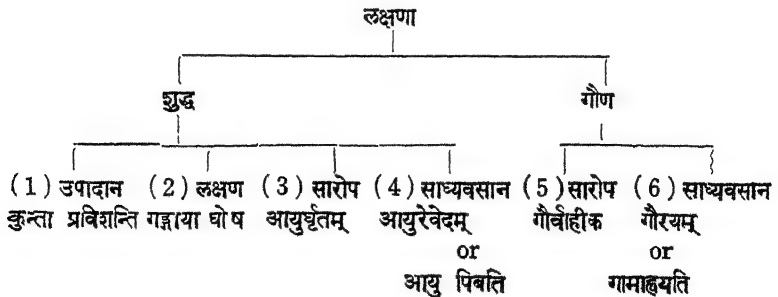 लक्षणा
शुद्ध गौण
(1) उपादान (2) लक्षण (3) सारोप (4) साध्यवसान (5) सारोप (6) साध्यवसान
कुन्ता प्रविशन्ति गङ्गाया घोष आयुर्घृतम् आयुरेवेदम् गौर्वाहीक गौरयम्
or or
आयु पिबति गामाह्वयति